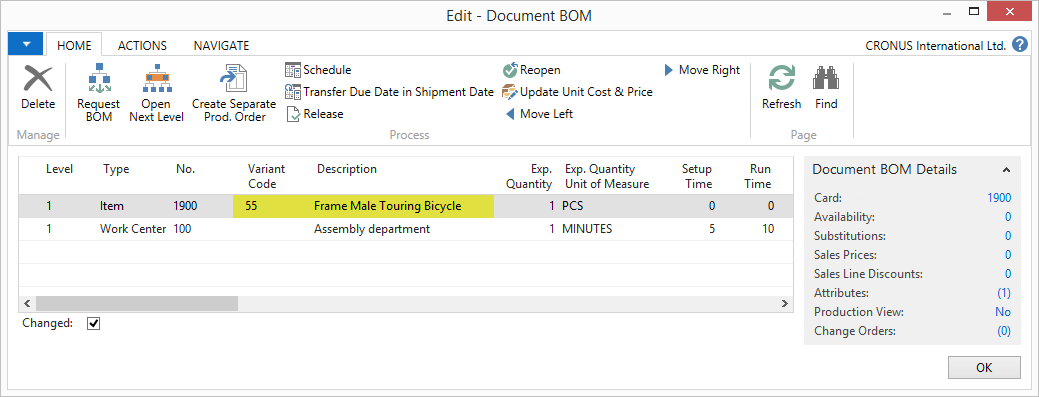 Edit - Document BOM
HOME ACTIONS NAVIGATE CRONUS International Ltd. ?
Delete
Request BOM
Open Next Level
Create Separate Prod. Order
Schedule
Transfer Due Date in Shipment Date
Release
Reopen
Update Unit Cost & Price
Move Left
Move Right
Refresh
Find
Manage Process Page
Level Type No. Variant Code Description Exp. Quantity Exp. Quantity Unit of Measure Setup Time Run Time
1 Item 1900 55 Frame Male Touring Bicycle 1 PCS 0 0
1 Work Center 100 Assembly department 1 MINUTES 5 10
Changed:
Document BOM Details
Card: 1900
Availability: 0
Substitutions: 0
Sales Prices: 0
Sales Line Discounts: 0
Attributes: (1)
Production View: No
Change Orders: (0)
OK